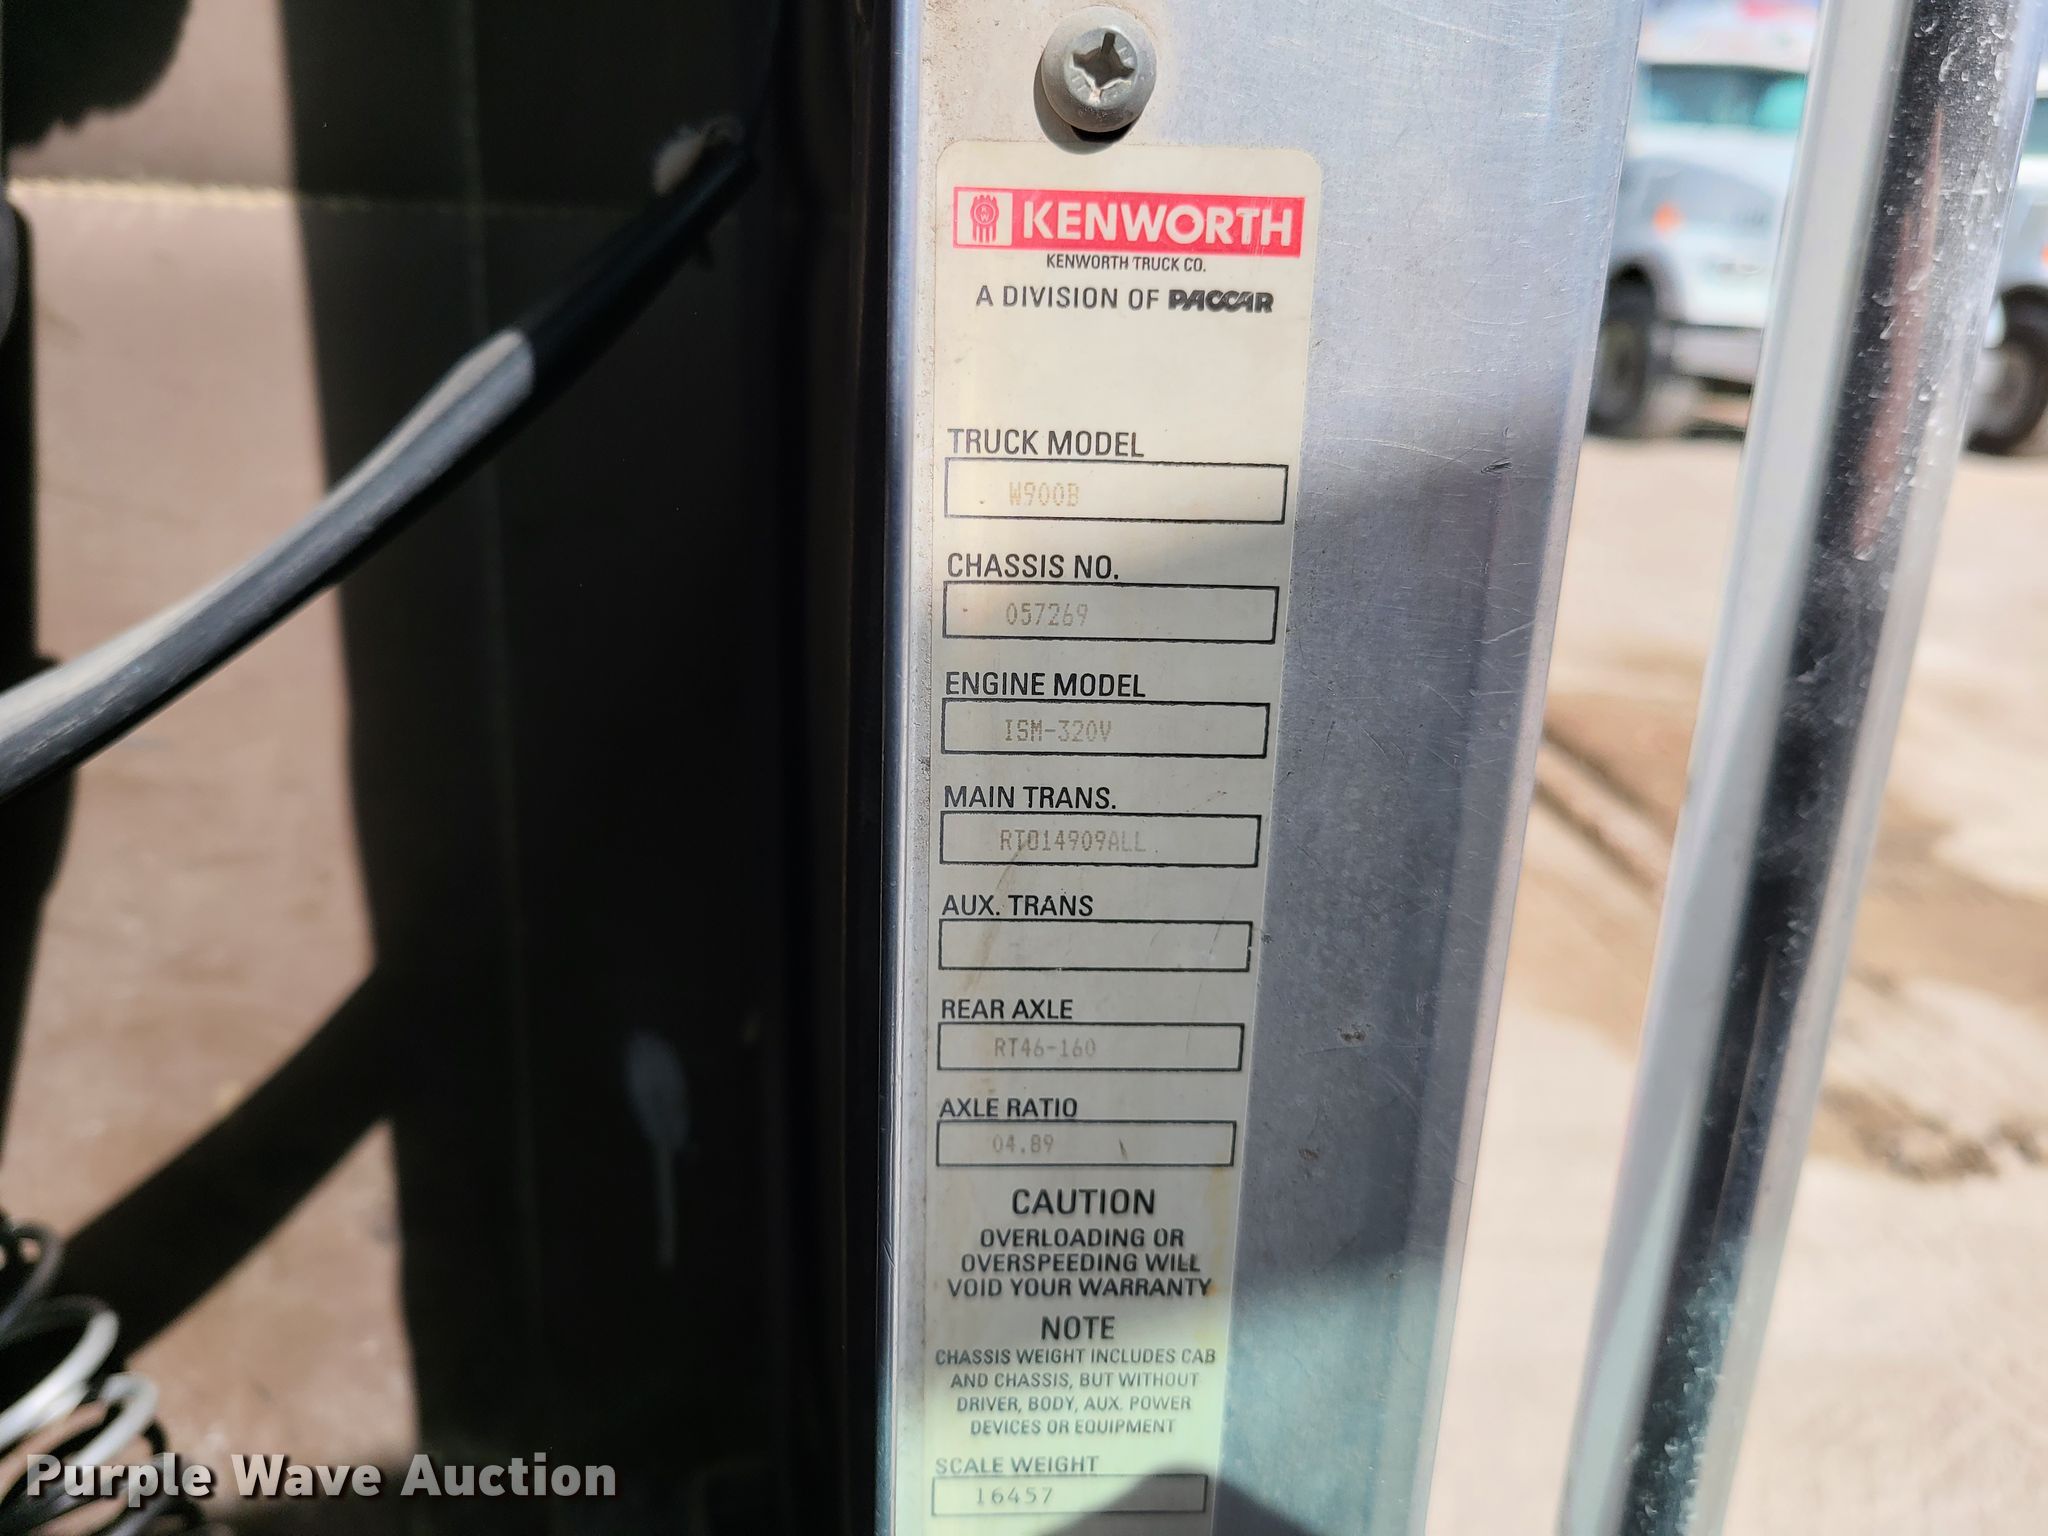 KW KENWORTH
KENWORTH TRUCK CO.
A DIVISION OF PACCAR
TRUCK MODEL
W900B
CHASSIS NO.
057269
ENGINE MODEL
ISM-320V
MAIN TRANS.
RTO14909ALL
AUX. TRANS
REAR AXLE
RT46-160
AXLE RATIO
04.89
CAUTION
OVERLOADING OR
OVERSPEEDING WILL
VOID YOUR WARRANTY
NOTE
CHASSIS WEIGHT INCLUDES CAB
AND CHASSIS, BUT WITHOUT
DRIVER, BODY, AUX. POWER
DEVICES OR EQUIPMENT
SCALE WEIGHT
16457
Purple Wave Auction